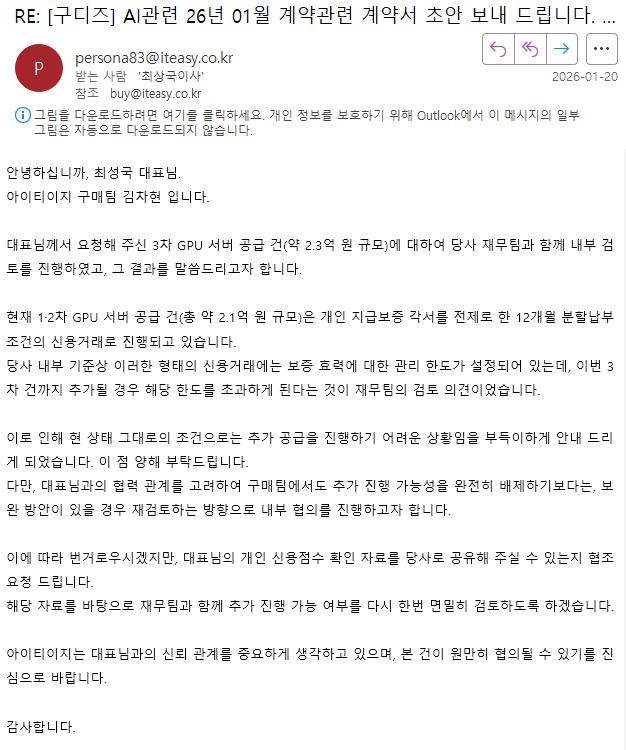 RE: [구디즈] AI관련 26년 01월 계약관련 계약서 초안 보내 드립니다. ...
P
persona83@iteasy.co.kr
받는 사람 '최상국이사'
참조 buy@iteasy.co.kr
2026-01-20
그림을 다운로드하려면 여기를 클릭하세요. 개인 정보를 보호하기 위해 Outlook에서 이 메시지의 일부
그림은 자동으로 다운로드되지 않습니다.
안녕하십니까, 최성국 대표님.
아이티이지 구매팀 김차현 입니다.
대표님께서 요청해 주신 3차 GPU 서버 공급 건(약 2.3억 원 규모)에 대하여 당사 재무팀과 함께 내부 검
토를 진행하였고, 그 결과를 말씀드리고자 합니다.
현재 1·2차 GPU 서버 공급 건(총 약 2.1억 원 규모)은 개인 지급보증 각서를 전제로 한 12개월 분할납부
조건의 신용거래로 진행되고 있습니다.
당사 내부 기준상 이러한 형태의 신용거래에는 보증 효력에 대한 관리 한도가 설정되어 있는데, 이번 3
차 건까지 추가될 경우 해당 한도를 초과하게 된다는 것이 재무팀의 검토 의견이었습니다.
이로 인해 현 상태 그대로의 조건으로는 추가 공급을 진행하기 어려운 상황임을 부득이하게 안내 드리
게 되었습니다. 이 점 양해 부탁드립니다.
다만, 대표님과의 협력 관계를 고려하여 구매팀에서도 추가 진행 가능성을 완전히 배제하기보다는, 보
완 방안이 있을 경우 재검토하는 방향으로 내부 협의를 진행하고자 합니다.
이에 따라 번거로우시겠지만, 대표님의 개인 신용점수 확인 자료를 당사로 공유해 주실 수 있는지 협조
요청 드립니다.
해당 자료를 바탕으로 재무팀과 함께 추가 진행 가능 여부를 다시 한번 면밀히 검토하도록 하겠습니다.
아이티이지는 대표님과의 신뢰 관계를 중요하게 생각하고 있으며, 본 건이 원만히 협의될 수 있기를 진
심으로 바랍니다.
감사합니다.